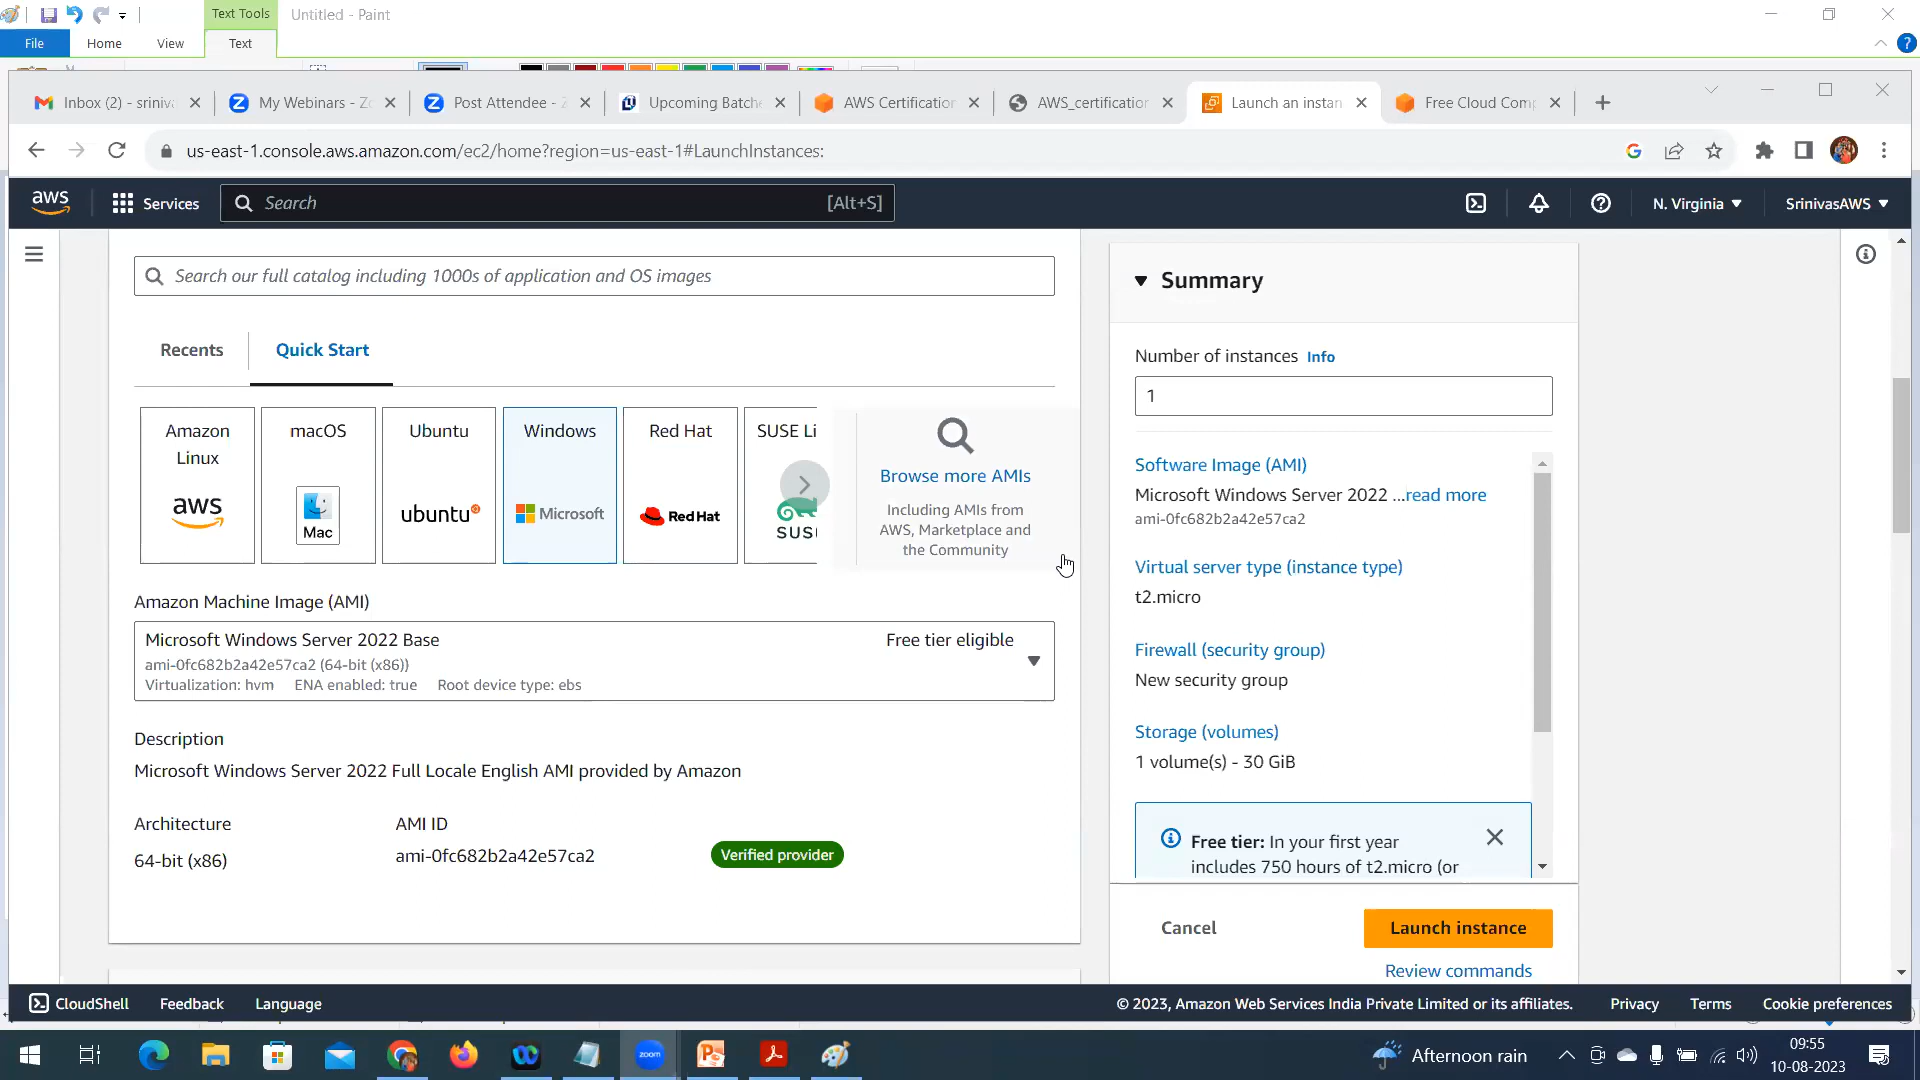 Text Tools
Untitled - Paint
File
Home
View
Text
Inbox (2) - sriniva
My Webinars - Zo
Post Attendee - Z
Upcoming Batche
AWS Certification
AWS_certification
Launch an instan
Free Cloud Comp
us-east-1.console.aws.amazon.com/ec2/home?region=us-east-1#LaunchInstances:
aws
Services
Search
[Alt+S]
N. Virginia
SrinivasAWS
Search our full catalog including 1000s of application and OS images
Recents
Quick Start
Amazon
Linux
aws
macOS
Mac
Ubuntu
ubuntu
Windows
Microsoft
Red Hat
Red Hat
SUSE Li
SUS
Browse more AMIs
Including AMIs from
AWS, Marketplace and
the Community
Amazon Machine Image (AMI)
Microsoft Windows Server 2022 Base
Free tier eligible
ami-0fc682b2a42e57ca2 (64-bit (x86))
Virtualization: hvm ENA enabled: true Root device type: ebs
Description
Microsoft Windows Server 2022 Full Locale English AMI provided by Amazon
Architecture
AMI ID
64-bit (x86)
ami-0fc682b2a42e57ca2
Verified provider
Summary
Number of instances Info
1
Software Image (AMI)
Microsoft Windows Server 2022 ...read more
ami-0fc682b2a42e57ca2
Virtual server type (instance type)
t2.micro
Firewall (security group)
New security group
Storage (volumes)
1 volume(s) - 30 GiB
Free tier: In your first year
includes 750 hours of t2.micro (or
Cancel
Launch instance
Review commands
CloudShell
Feedback
Language
© 2023, Amazon Web Services India Private Limited or its affiliates.
Privacy
Terms
Cookie preferences
zoom
Afternoon rain
09:55
10-08-2023